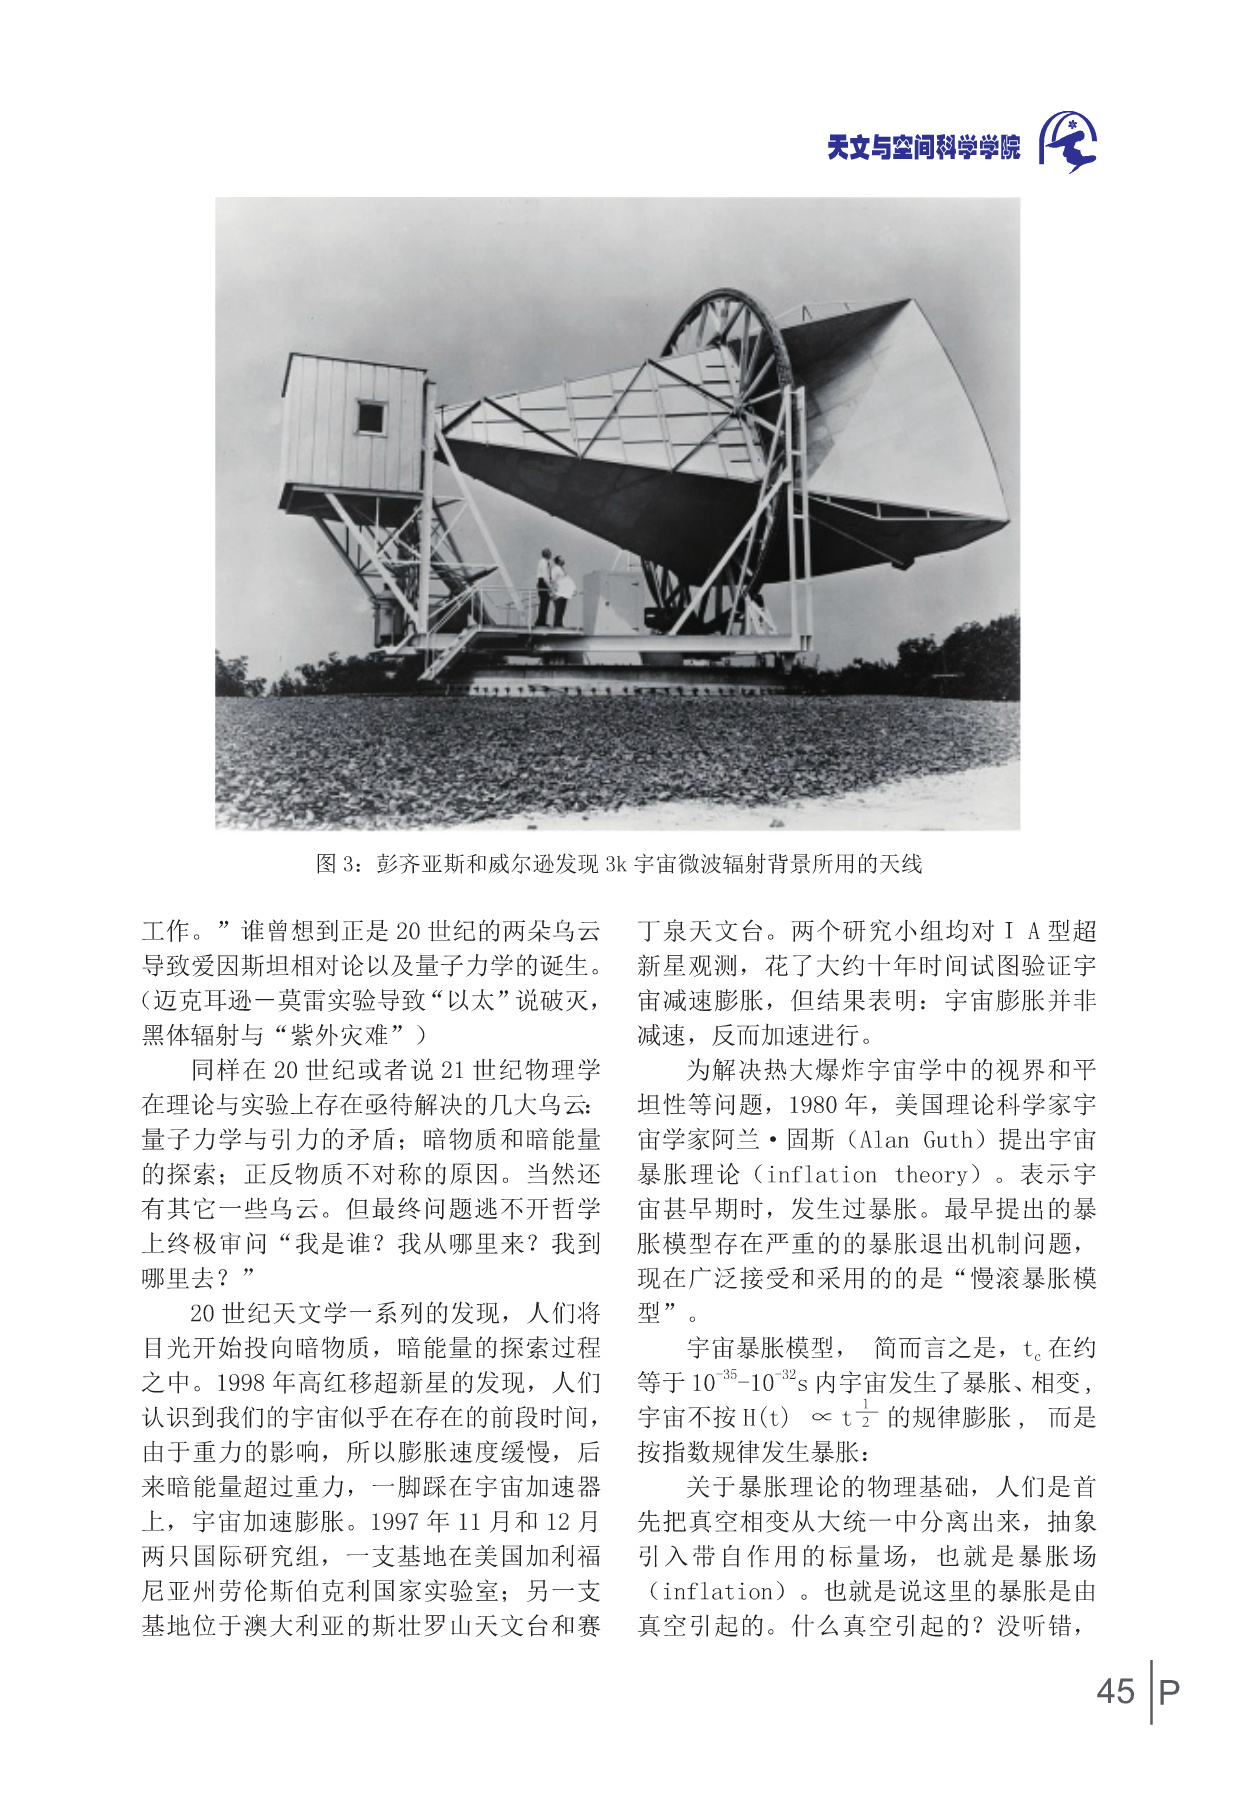 天文与空间科学学院
图 3：彭齐亚斯和威尔逊发现 3k 宇宙微波辐射背景所用的天线
工作。”谁曾想到正是 20 世纪的两朵乌云
导致爱因斯坦相对论以及量子力学的诞生。
（迈克耳逊－莫雷实验导致“以太”说破灭，
黑体辐射与“紫外灾难”）
同样在 20 世纪或者说 21 世纪物理学
在理论与实验上存在亟待解决的几大乌云：
量子力学与引力的矛盾；暗物质和暗能量
的探索；正反物质不对称的原因。当然还
有其它一些乌云。但最终问题逃不开哲学
上终极审问“我是谁？我从哪里来？我到
哪里去？”
20 世纪天文学一系列的发现，人们将
目光开始投向暗物质，暗能量的探索过程
之中。1998 年高红移超新星的发现，人们
认识到我们的宇宙似乎在存在的前段时间，
由于重力的影响，所以膨胀速度缓慢，后
来暗能量超过重力，一脚踩在宇宙加速器
上，宇宙加速膨胀。1997 年 11 月和 12 月
两只国际研究组，一支基地在美国加利福
尼亚州劳伦斯伯克利国家实验室；另一支
基地位于澳大利亚的斯壮罗山天文台和赛
丁泉天文台。两个研究小组均对 I A 型超
新星观测，花了大约十年时间试图验证宇
宙减速膨胀，但结果表明：宇宙膨胀并非
减速，反而加速进行。
为解决热大爆炸宇宙学中的视界和平
坦性等问题，1980 年，美国理论科学家宇
宙学家阿兰·固斯（Alan Guth）提出宇宙
暴胀理论（inflation theory）。表示宇
宙甚早期时，发生过暴胀。最早提出的暴
胀模型存在严重的的暴胀退出机制问题，
现在广泛接受和采用的的是“慢滚暴胀模
型”。
宇宙暴胀模型， 简而言之是，t_c 在约
等于 10^-35-10^-32 s 内宇宙发生了暴胀、相变，
宇宙不按 H(t) ∝ t^1/2 的规律膨胀， 而是
按指数规律发生暴胀：
关于暴胀理论的物理基础，人们是首
先把真空相变从大统一中分离出来，抽象
引入带自作用的标量场，也就是暴胀场
（inflation）。也就是说这里的暴胀是由
真空引起的。什么真空引起的？没听错，
45 P